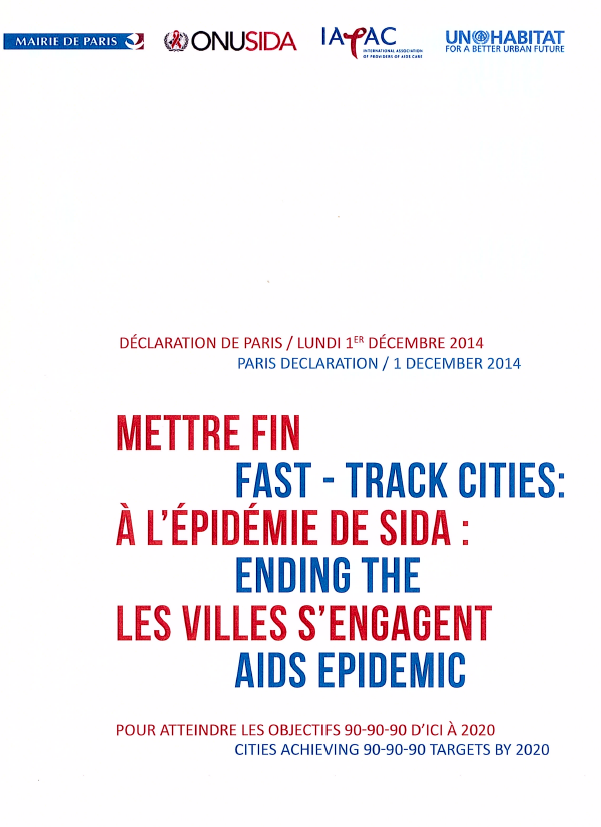 MAIRIE DE PARIS
ONUSIDA
IAPAC
INTERNATIONAL ASSOCIATION
OF PROVIDERS OF AIDS CARE
UN HABITAT
FOR A BETTER URBAN FUTURE
DÉCLARATION DE PARIS / LUNDI 1ER DÉCEMBRE 2014
PARIS DECLARATION / 1 DECEMBER 2014
METTRE FIN
FAST - TRACK CITIES:
À L'ÉPIDÉMIE DE SIDA :
ENDING THE
LES VILLES S'ENGAGENT
AIDS EPIDEMIC
POUR ATTEINDRE LES OBJECTIFS 90-90-90 D'ICI À 2020
CITIES ACHIEVING 90-90-90 TARGETS BY 2020